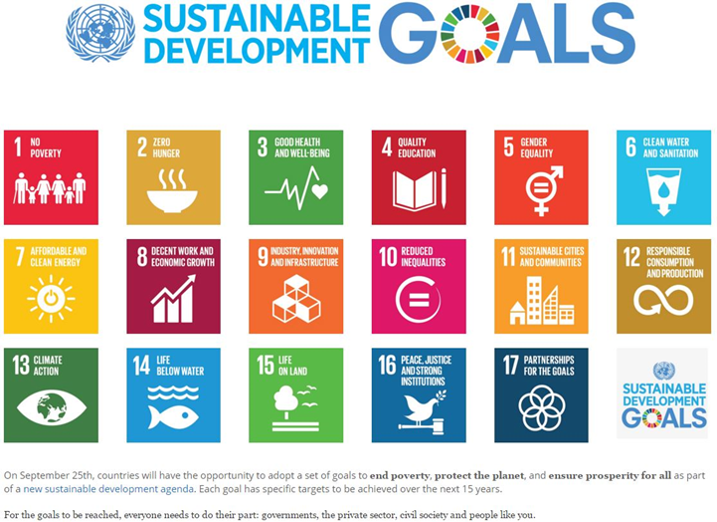 SUSTAINABLE
DEVELOPMENT
GOALS
1 NO
POVERTY
2 ZERO
HUNGER
3 GOOD HEALTH
AND WELL-BEING
4 QUALITY
EDUCATION
5 GENDER
EQUALITY
6 CLEAN WATER
AND SANITATION
7 AFFORDABLE AND
CLEAN ENERGY
8 DECENT WORK AND
ECONOMIC GROWTH
9 INDUSTRY, INNOVATION
AND INFRASTRUCTURE
10 REDUCED
INEQUALITIES
11 SUSTAINABLE CITIES
AND COMMUNITIES
12 RESPONSIBLE
CONSUMPTION
AND PRODUCTION
13 CLIMATE
ACTION
14 LIFE
BELOW WATER
15 LIFE
ON LAND
16 PEACE, JUSTICE
AND STRONG
INSTITUTIONS
17 PARTNERSHIPS
FOR THE GOALS
SUSTAINABLE
DEVELOPMENT
GOALS
On September 25th, countries will have the opportunity to adopt a set of goals to end poverty, protect the planet, and ensure prosperity for all as part
of a new sustainable development agenda. Each goal has specific targets to be achieved over the next 15 years.
For the goals to be reached, everyone needs to do their part: governments, the private sector, civil society and people like you.